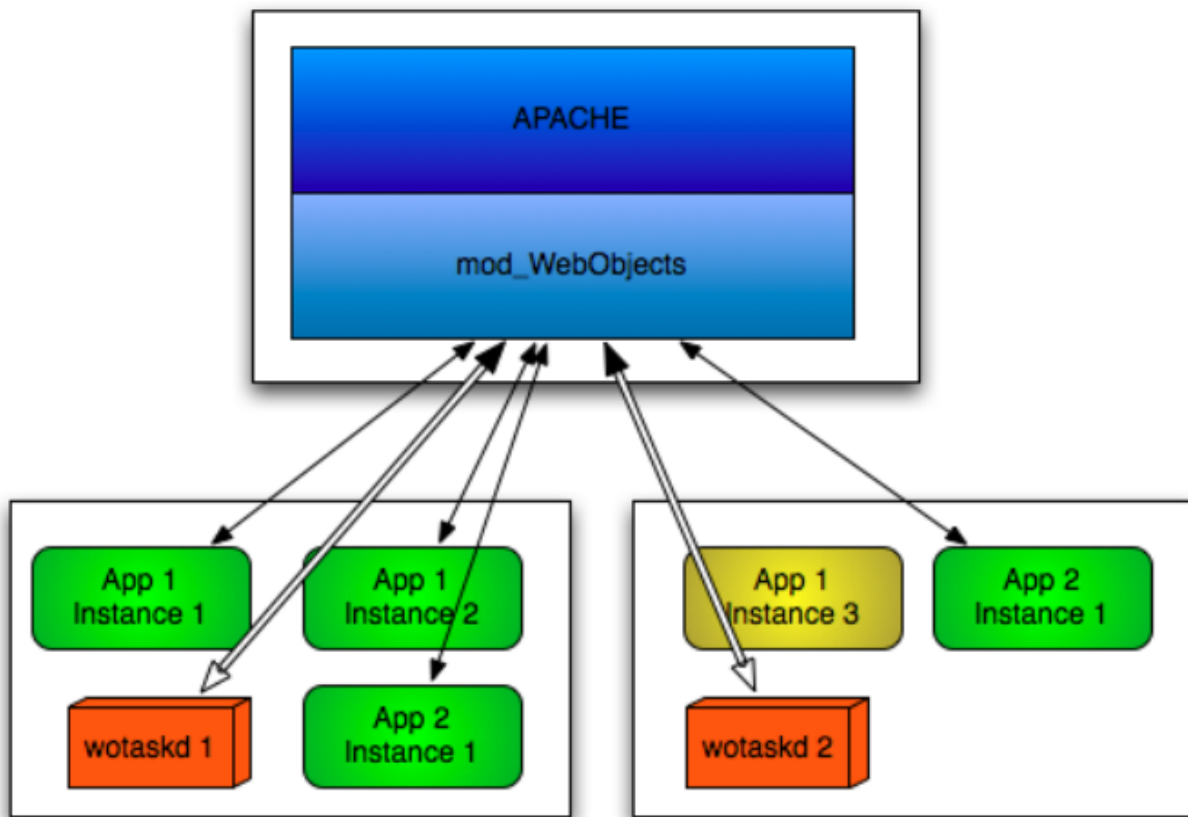 APACHE
mod_WebObjects
App 1
Instance 1
App 1
Instance 2
wotaskd 1
App 2
Instance 1
App 1
Instance 3
App 2
Instance 1
wotaskd 2